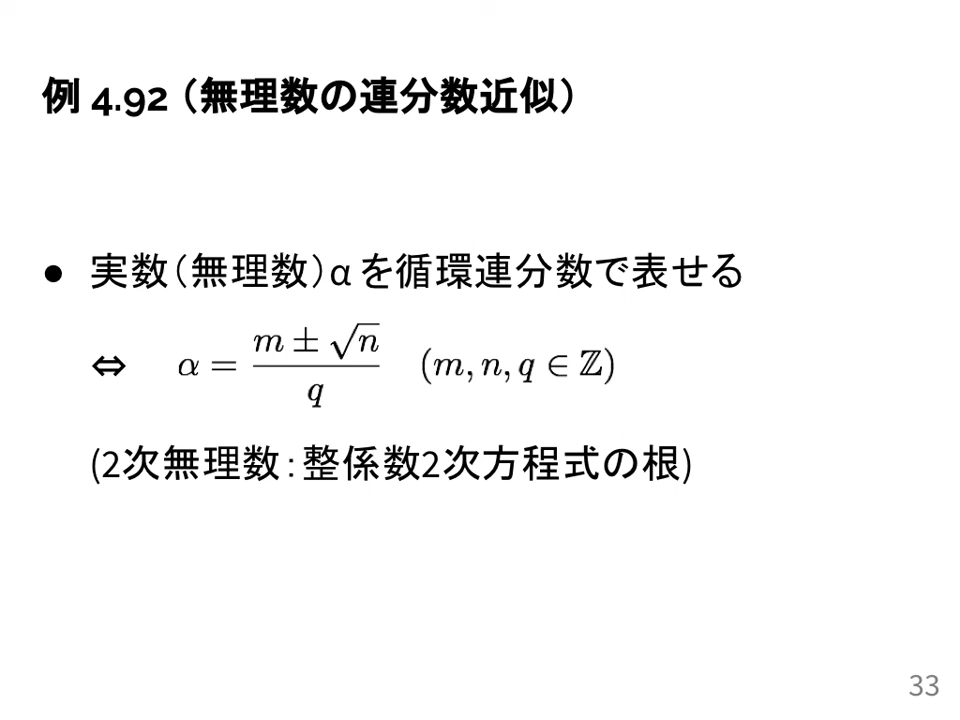 例 4.92（無理数の連分数近似）
● 実数（無理数）α を循環連分数で表せる
⇔ α = (m ± √n) / q (m, n, q ∈ ℤ)
(2次無理数：整係数2次方程式の根)
33